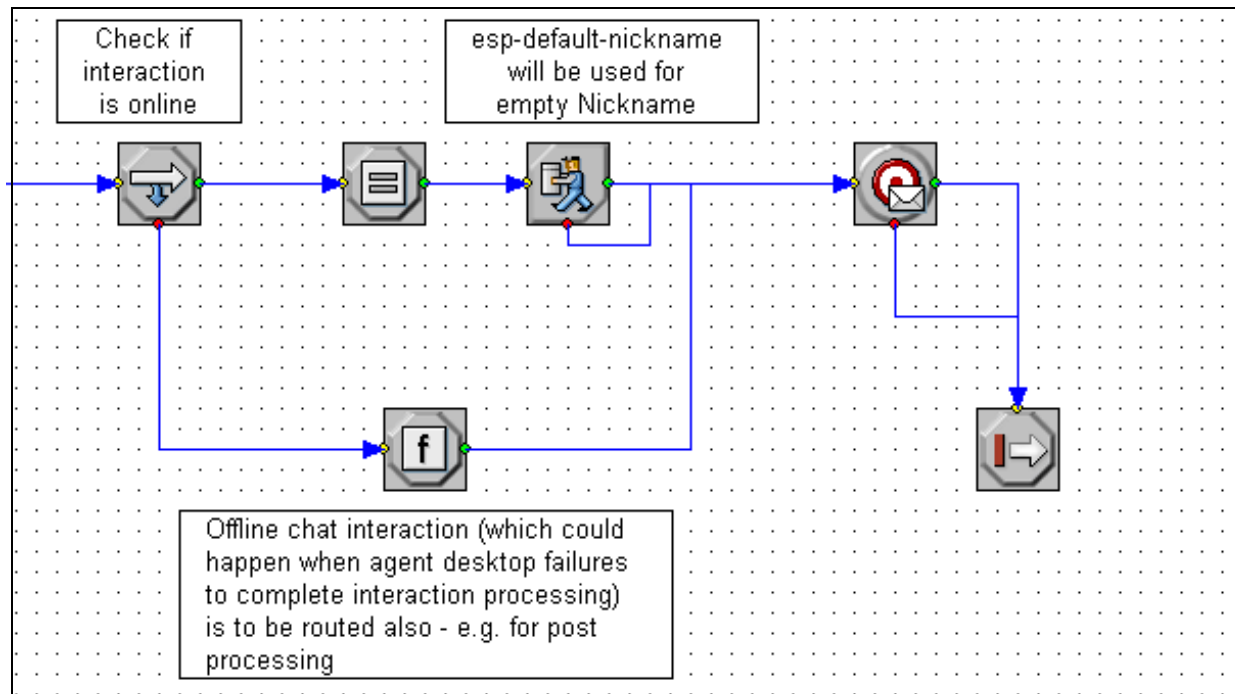 Check if
interaction
is online
esp-default-nickname
will be used for
empty Nickname
f
Offline chat interaction (which could
happen when agent desktop failures
to complete interaction processing)
is to be routed also - e.g. for post
processing